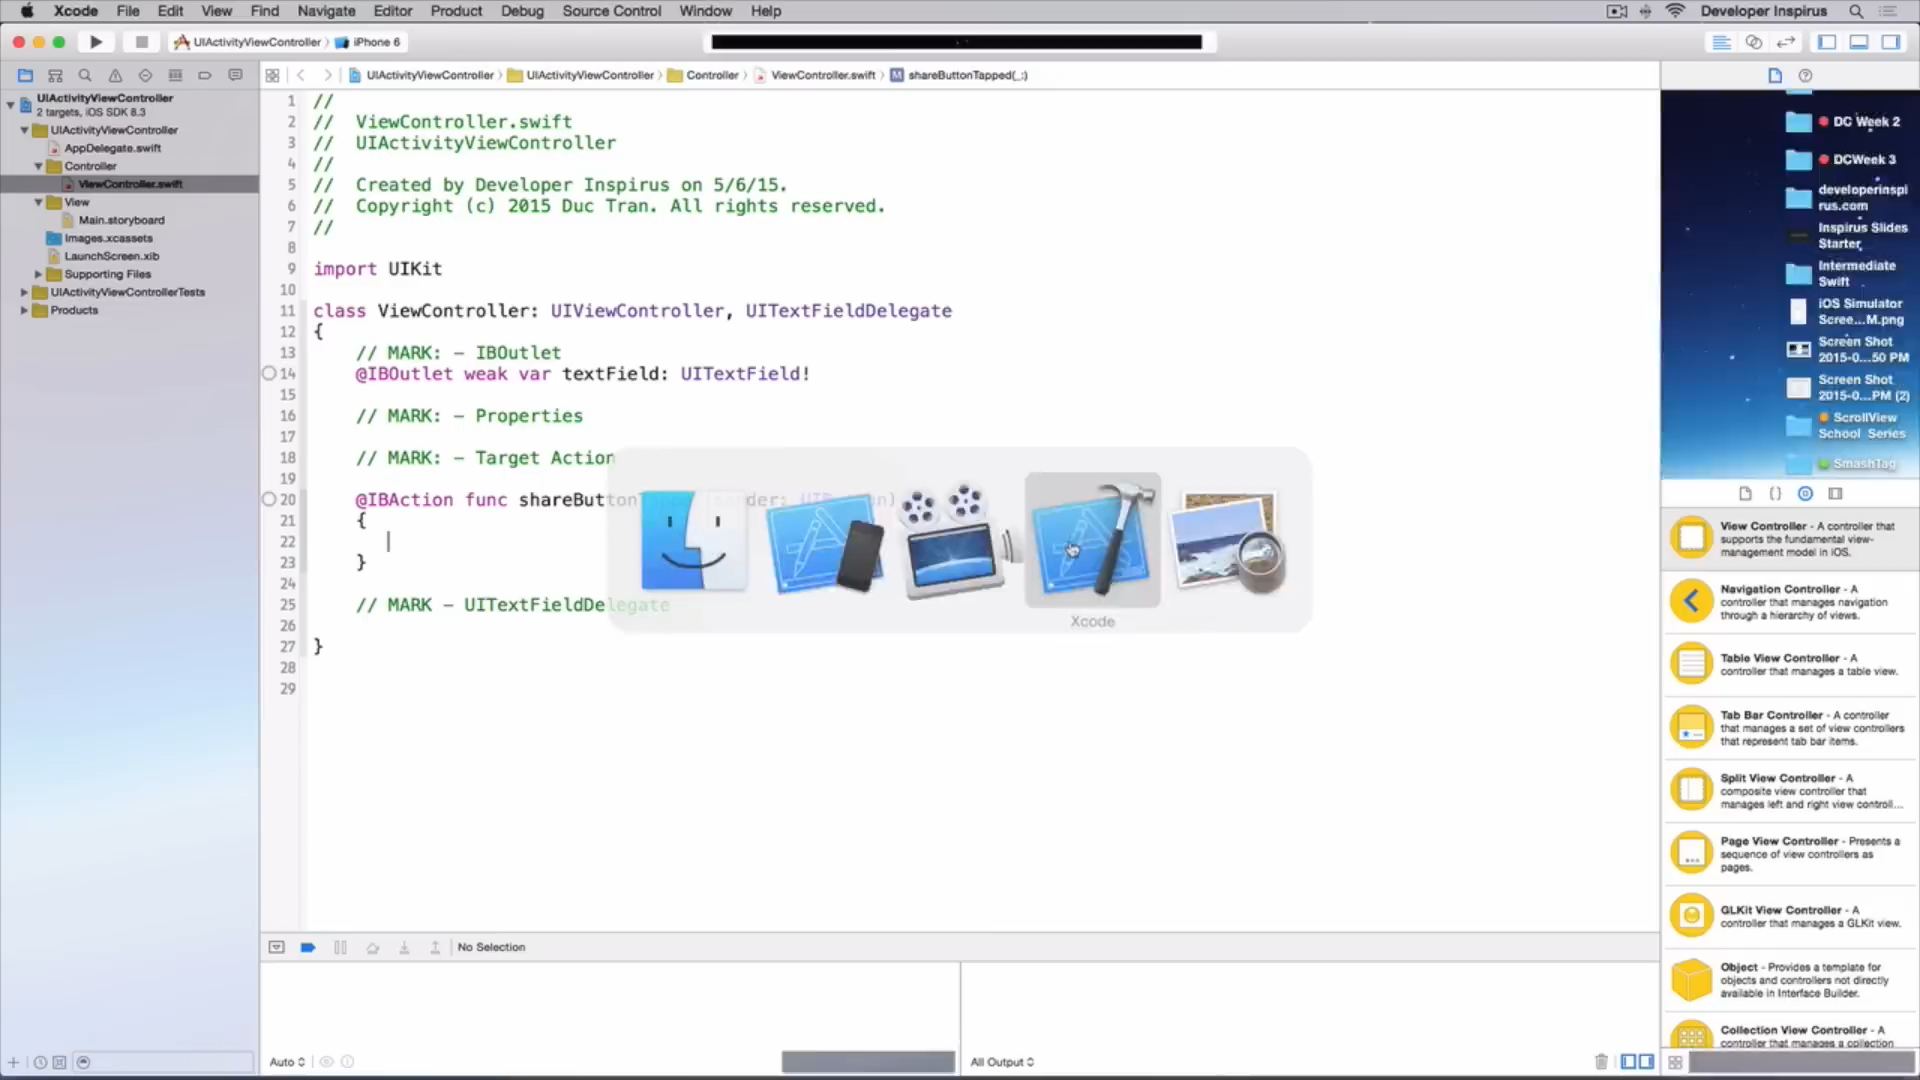 Xcode File Edit View Find Navigate Editor Product Debug Source Control Window Help Developer Inspirus
UIActivityViewController iPhone 6
UIActivityViewController UIActivityViewController Controller ViewController.swift M shareButtonTapped(_:)
UIActivityViewController
2 targets, iOS SDK 8.3
UIActivityViewController
AppDelegate.swift
Controller
ViewController.swift
View
Main.storyboard
Images.xcassets
LaunchScreen.xib
Supporting Files
UIActivityViewControllerTests
Products
1 //
2 // ViewController.swift
3 // UIActivityViewController
4 //
5 // Created by Developer Inspirus on 5/6/15.
6 // Copyright (c) 2015 Duc Tran. All rights reserved.
7 //
8
9 import UIKit
10
11 class ViewController: UIViewController, UITextFieldDelegate
12 {
13 // MARK: - IBOutlet
14 @IBOutlet weak var textField: UITextField!
15
16 // MARK: - Properties
17
18 // MARK: - Target Action
19
20 @IBAction func shareButton
21 {
22
23 }
24
25 // MARK - UITextFieldDelegate
26
27 }
28
29
Xcode
DC Week 2
DCWeek 3
developerinspi
rus.com
Inspirus Slides
Starter
Intermediate
Swift
iOS Simulator
Scree...M.png
Screen Shot
2015-0...50 PM
Screen Shot
2015-0...PM (2)
ScrollView
School Series
SmashTag
View Controller - A controller that
supports the fundamental view-
management model in iOS.
Navigation Controller - A
controller that manages navigation
through a hierarchy of views.
Table View Controller - A
controller that manages a table view.
Tab Bar Controller - A controller
that manages a set of view controllers
that represent tab bar items.
Split View Controller - A
composite view controller that
manages left and right view controll...
Page View Controller - Presents a
sequence of view controllers as
pages.
GLKit View Controller - A
controller that manages a GLKit view.
Object - Provides a template for
objects and controllers not directly
available in Interface Builder.
Collection View Controller - A
controller that manages a collection
No Selection
Auto
All Output